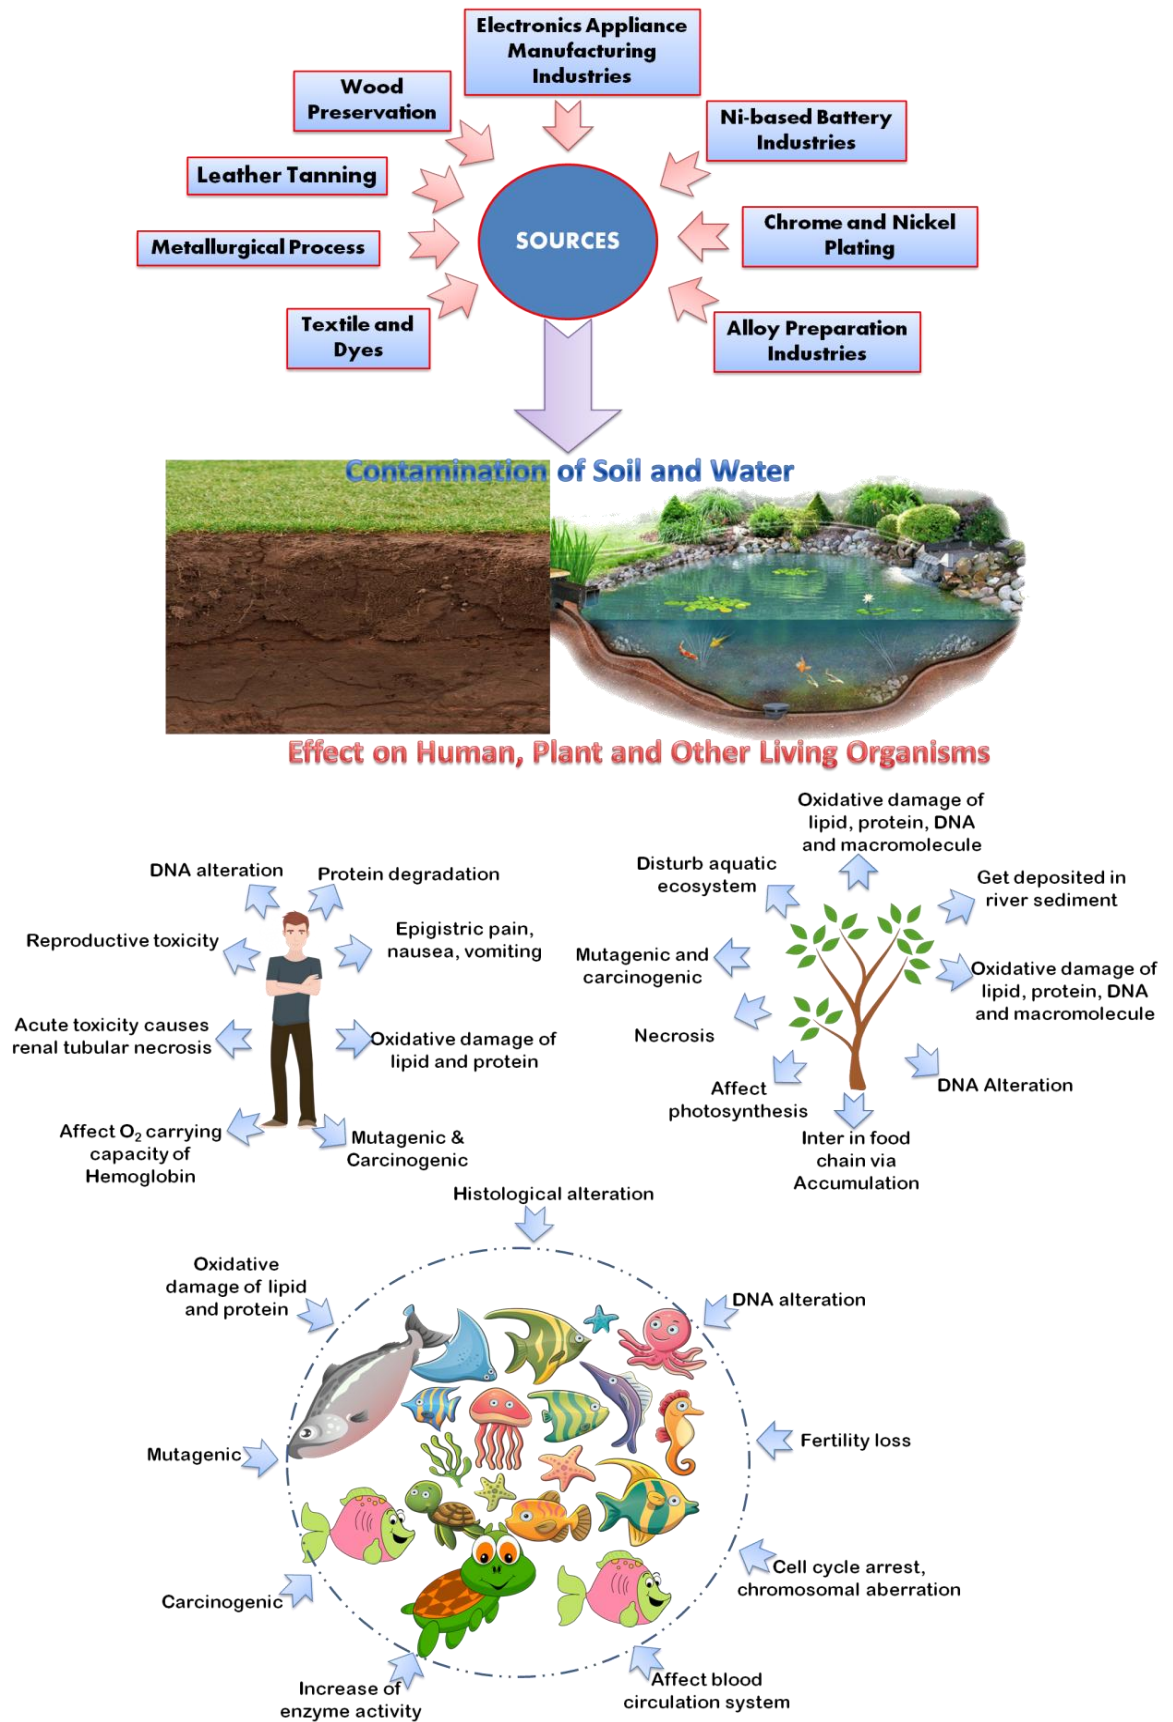 Electronics Appliance
Manufacturing
Industries
Wood
Preservation
Ni-based Battery
Industries
Leather Tanning
Chrome and Nickel
Plating
Metallurgical Process
SOURCES
Textile and
Dyes
Alloy Preparation
Industries
Contamination of Soil and Water
Effect on Human, Plant and Other Living Organisms
DNA alteration
Protein degradation
Reproductive toxicity
Epigistric pain,
nausea, vomiting
Acute toxicity causes
renal tubular necrosis
Oxidative damage of
lipid and protein
Affect O₂ carrying
capacity of
Hemoglobin
Mutagenic &
Carcinogenic
Oxidative damage of
lipid, protein, DNA
and macromolecule
Disturb aquatic
ecosystem
Get deposited in
river sediment
Mutagenic and
carcinogenic
Oxidative damage of
lipid, protein, DNA
and macromolecule
Necrosis
Affect
photosynthesis
DNA Alteration
Inter in food
chain via
Accumulation
Histological alteration
Oxidative
damage of lipid
and protein
DNA alteration
Mutagenic
Fertility loss
Carcinogenic
Cell cycle arrest,
chromosomal aberration
Increase of
enzyme activity
Affect blood
circulation system